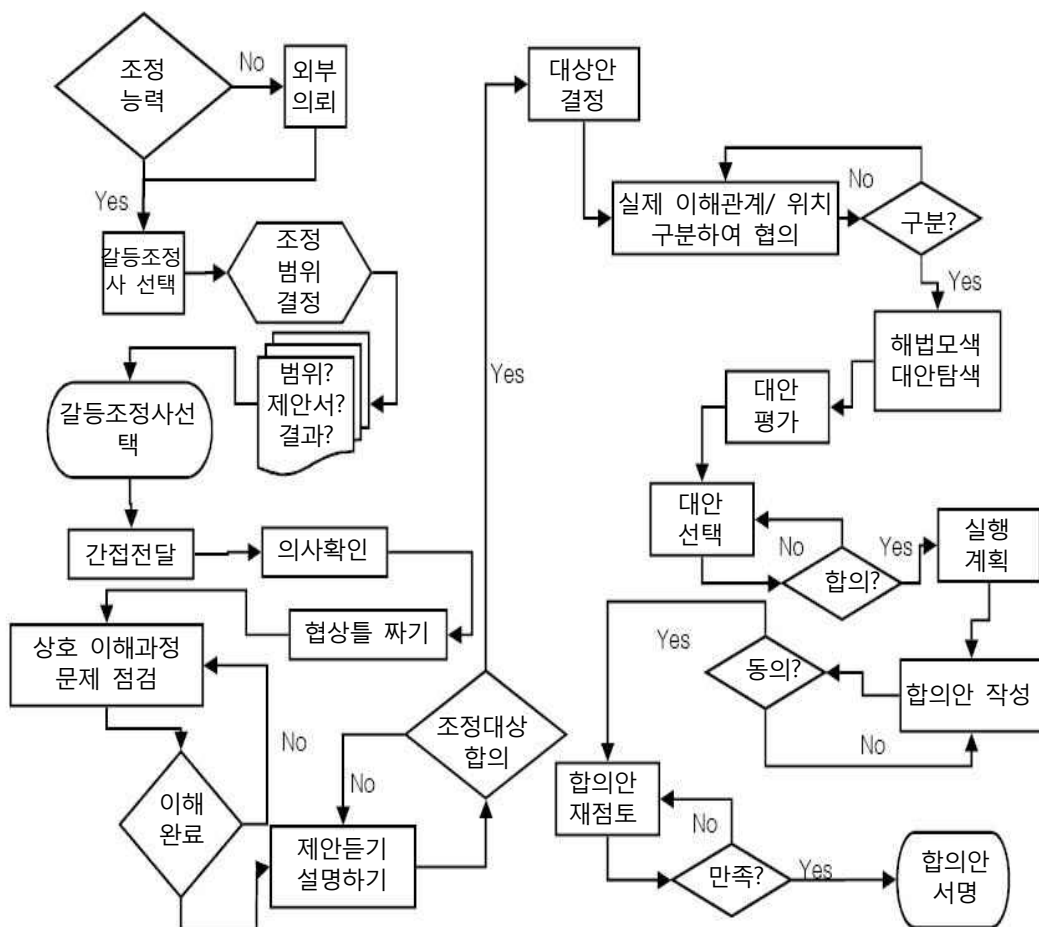 조정
능력
No
외부
의뢰
Yes
갈등조정
사 선택
조정
범위
결정
범위?
제안서?
결과?
갈등조정사선
택
간접전달
의사확인
협상틀 짜기
상호 이해과정
문제 점검
No
이해
완료
제안듣기
설명하기
No
조정대상
합의
Yes
대상안
결정
실제 이해관계/ 위치
구분하여 협의
No
구분?
Yes
해법모색
대안탐색
대안
평가
대안
선택
No
합의?
Yes
실행
계획
합의안 작성
동의?
No
Yes
합의안
재점토
No
만족?
Yes
합의안
서명